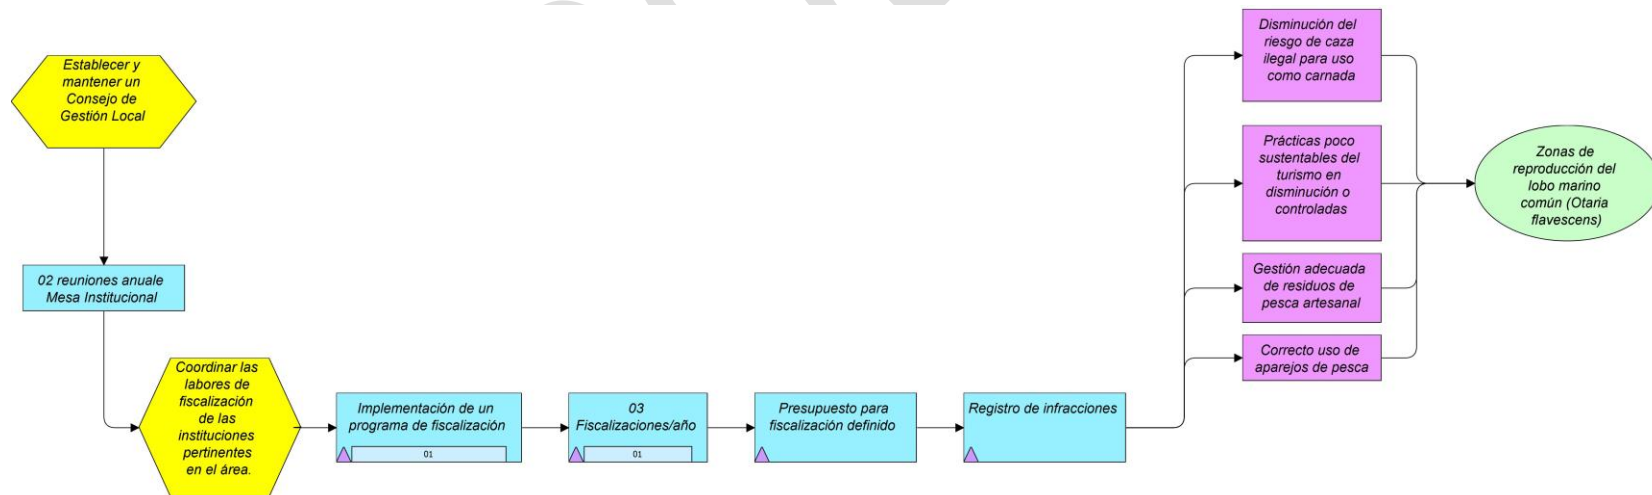 Establecer y
mantener un
Consejo de
Gestión Local
02 reuniones anuale
Mesa Institucional
Coordinar las
labores de
fiscalización
de las
instituciones
pertinentes
en el área.
Implementación de un
programa de fiscalización
01
03
Fiscalizaciones/año
01
Presupuesto para
fiscalización definido
Registro de infracciones
Disminución del
riesgo de caza
ilegal para uso
como carnada
Prácticas poco
sustentables del
turismo en
disminución o
controladas
Gestión adecuada
de residuos de
pesca artesanal
Correcto uso de
aparejos de pesca
Zonas de
reproducción del
lobo marino
común (Otaria
flavescens)